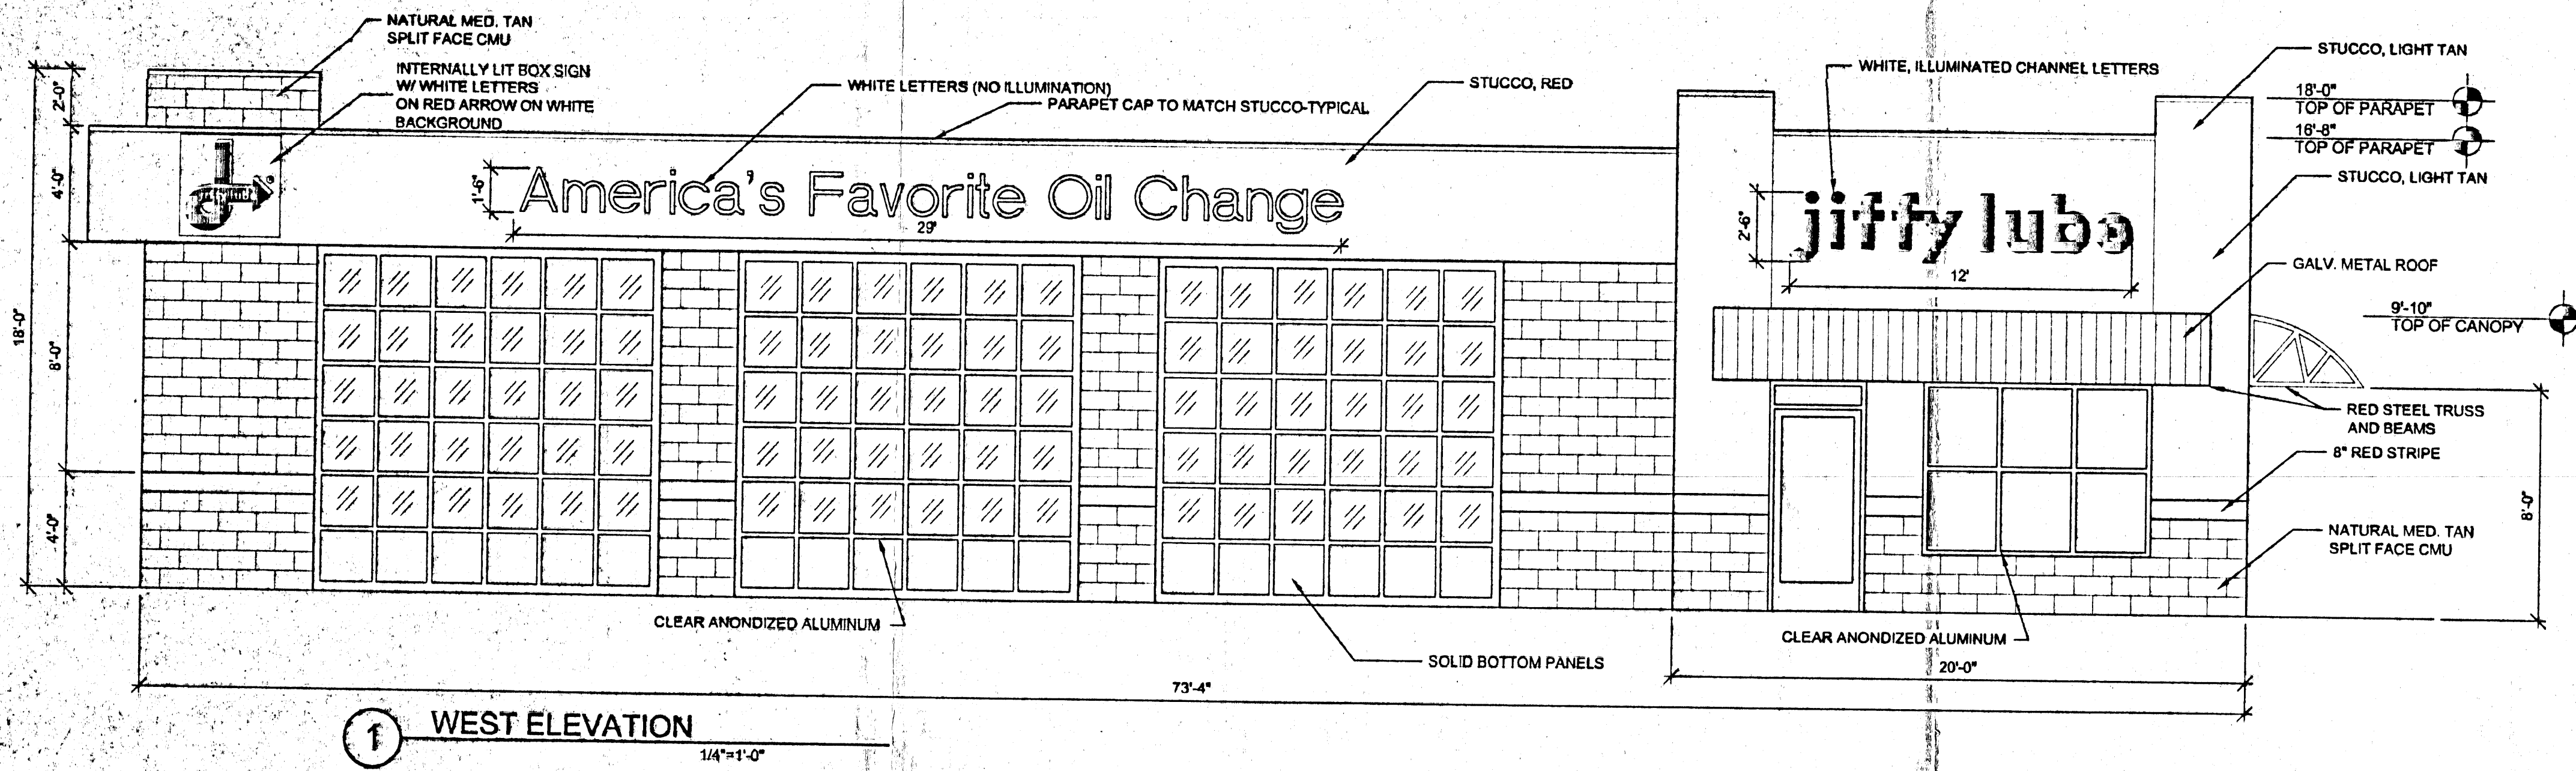 NATURAL MED. TAN
SPLIT FACE CMU
INTERNALLY LIT BOX SIGN
W/ WHITE LETTERS
ON RED ARROW ON WHITE
BACKGROUND
WHITE LETTERS (NO ILLUMINATION)
PARAPET CAP TO MATCH STUCCO-TYPICAL
STUCCO, RED
WHITE, ILLUMINATED CHANNEL LETTERS
STUCCO, LIGHT TAN
18'-0"
TOP OF PARAPET
16'-8"
TOP OF PARAPET
STUCCO, LIGHT TAN
GALV. METAL ROOF
9'-10"
TOP OF CANOPY
RED STEEL TRUSS
AND BEAMS
8" RED STRIPE
NATURAL MED. TAN
SPLIT FACE CMU
8'-0"
2'-0"
4'-0"
18'-0"
8'-0"
4'-0"
1'-6"
America's Favorite Oil Change
29'
2'-6"
jiffy lube
12'
CLEAR ANONDIZED ALUMINUM
SOLID BOTTOM PANELS
CLEAR ANONDIZED ALUMINUM
20'-0"
73'-4"
1 WEST ELEVATION
1/4"=1'-0"